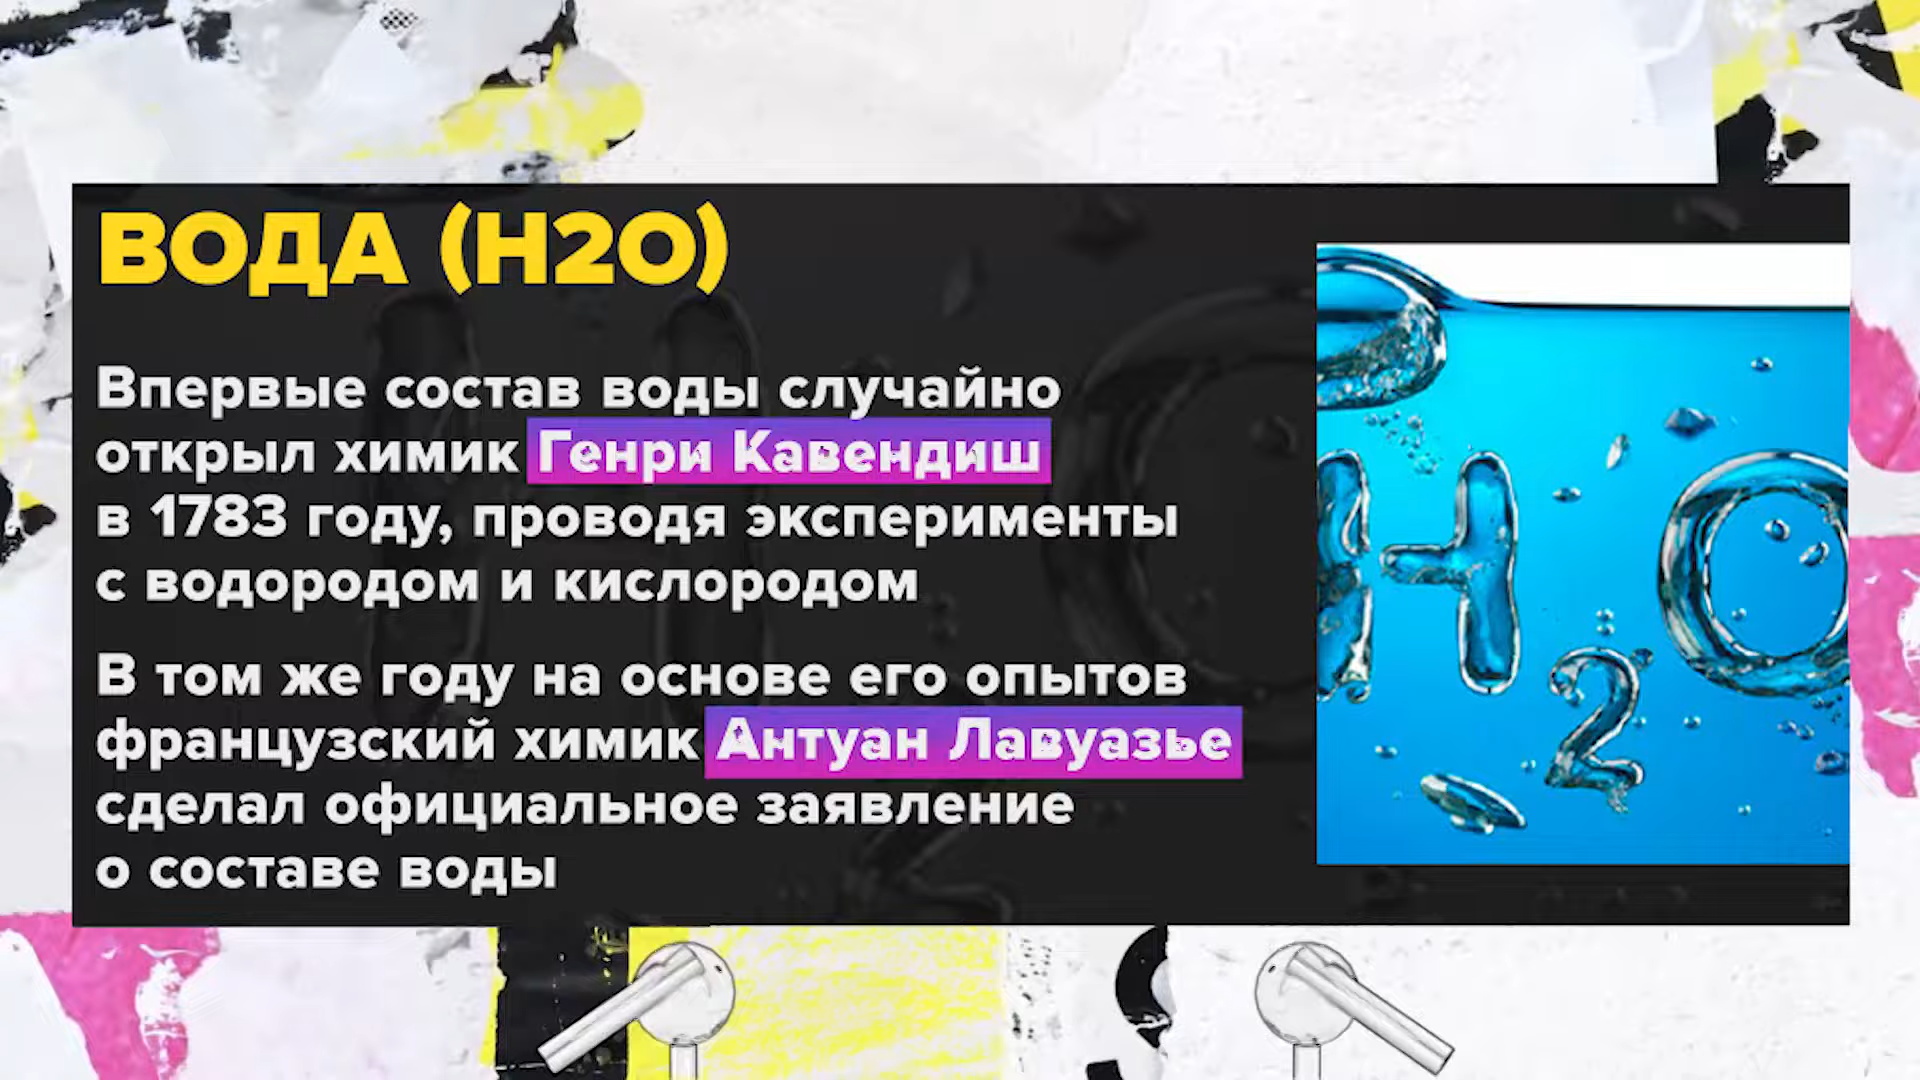 ВОДА (H2O)
Впервые состав воды случайно
открыл химик Генри Кавендиш
в 1783 году, проводя эксперименты
с водородом и кислородом
В том же году на основе его опытов
французский химик Антуан Лавуазье
сделал официальное заявление
о составе воды
H
2
O